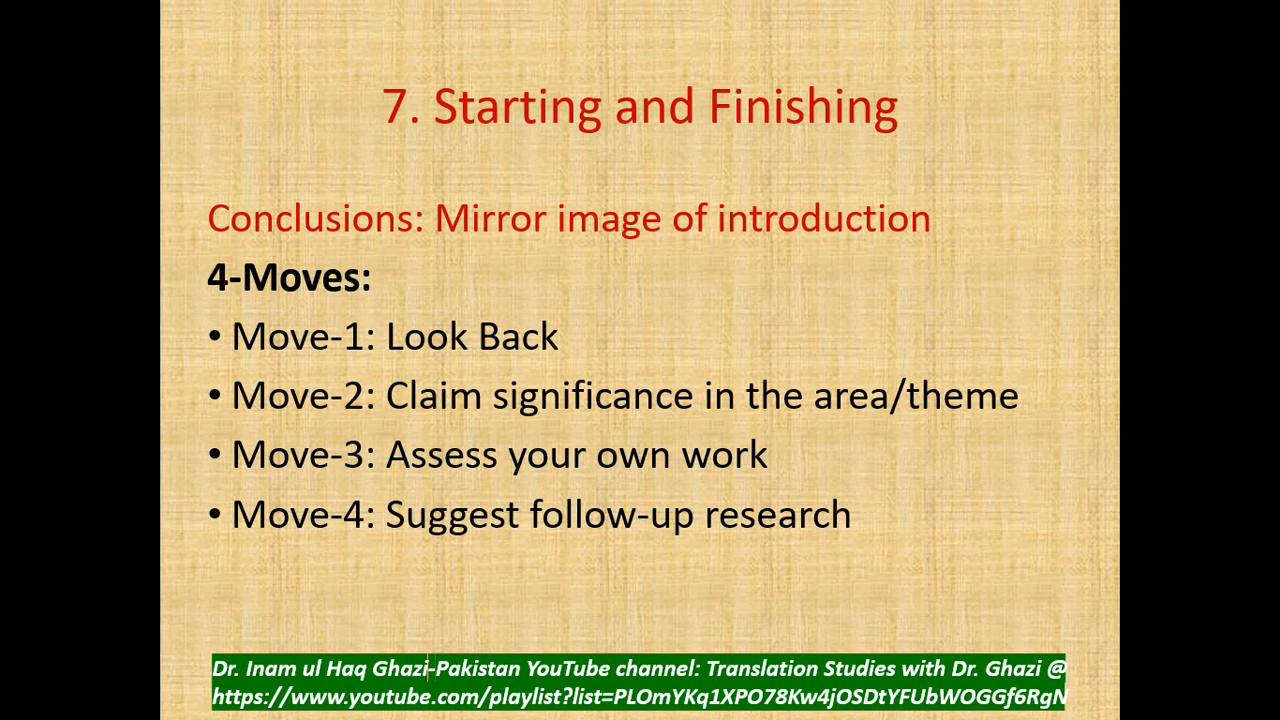 7. Starting and Finishing
Conclusions: Mirror image of introduction
4-Moves:
• Move-1: Look Back
• Move-2: Claim significance in the area/theme
• Move-3: Assess your own work
• Move-4: Suggest follow-up research
Dr. Inam ul Haq Ghazi-Pakistan YouTube channel: Translation Studies with Dr. Ghazi @
https://www.youtube.com/playlist?list=PLOmYKq1XPO78Kw4jOSDtYFUbWOGGf6RgN